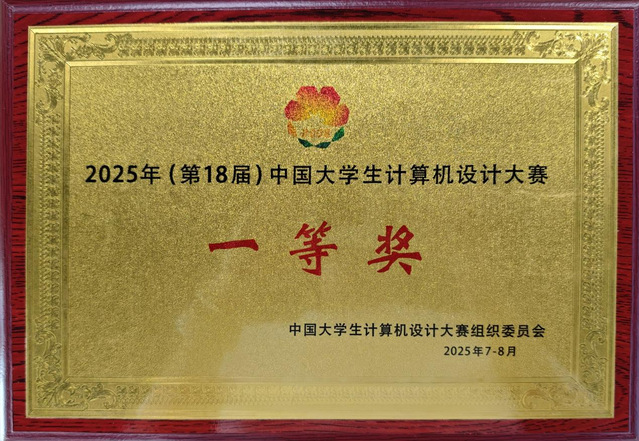 2025年(第18届)中国大学生计算机设计大赛
一等奖
中国大学生计算机设计大赛组织委员会
2025年7-8月